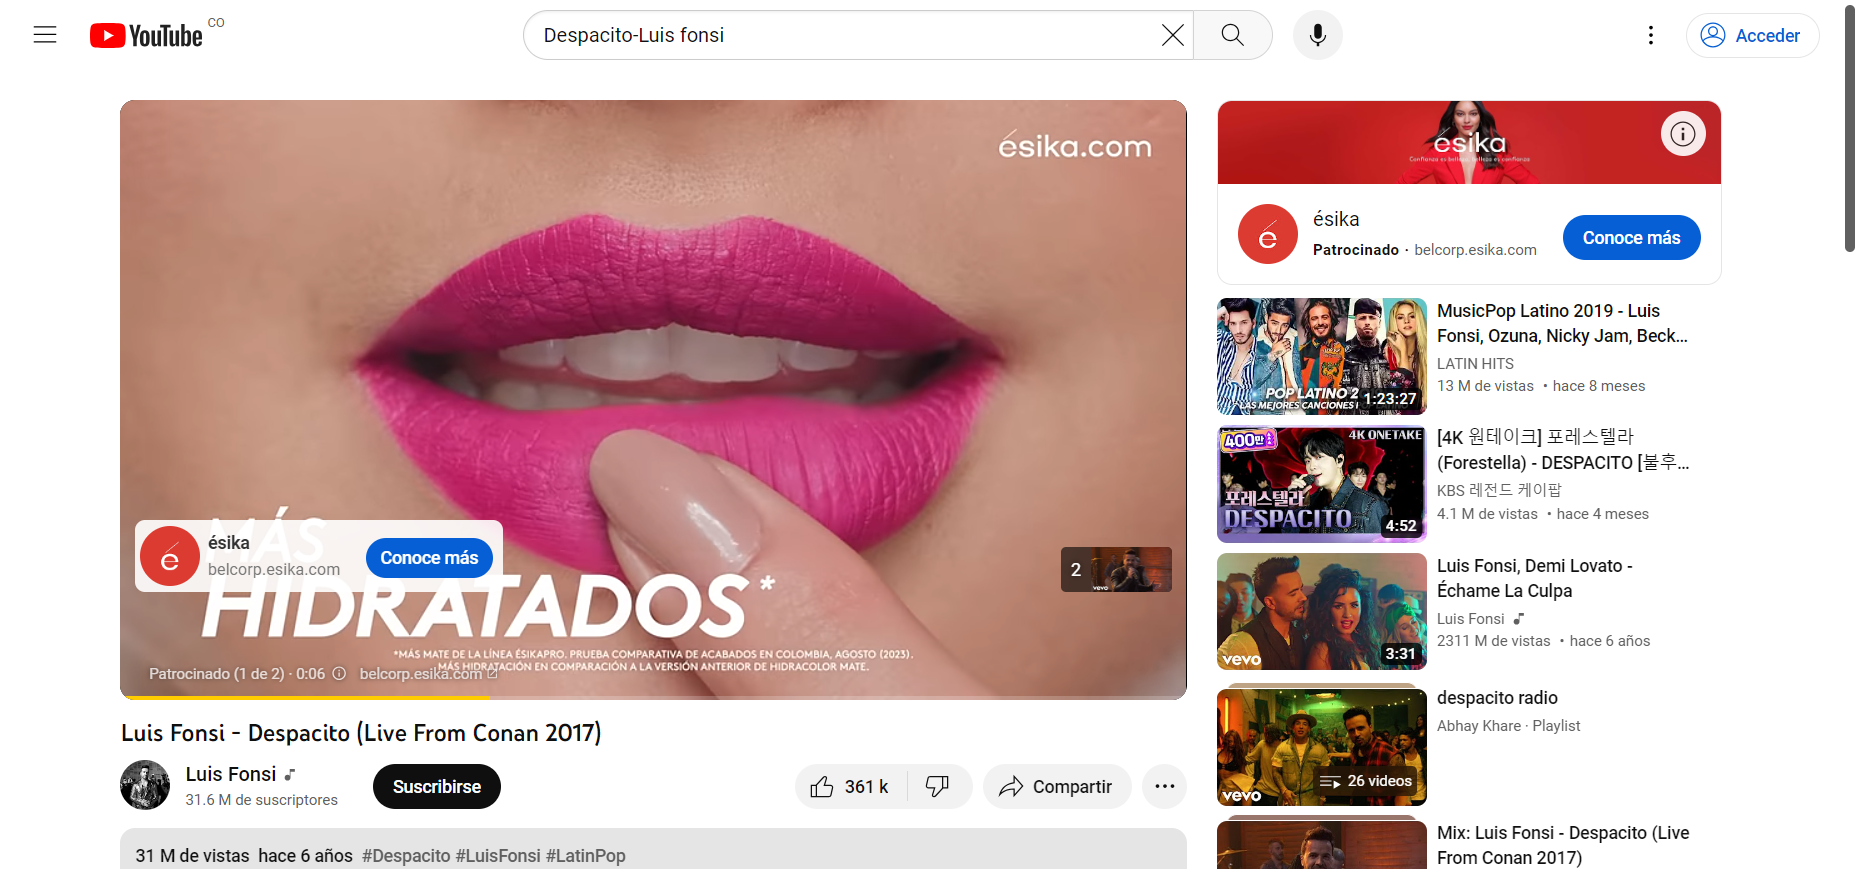 YouTube CO
Despacito-Luis fonsi
Acceder
ésika.com
MÁS
HIDRATADOS*
ésika
belcorp.esika.com
Conoce más
2
vevo
*MÁS MATE DE LA LÍNEA ÉSIKAPRO. PRUEBA COMPARATIVA DE ACABADOS EN COLOMBIA, AGOSTO (2023).
MÁS HIDRATACIÓN EN COMPARACIÓN A LA VERSIÓN ANTERIOR DE HIDRACOLOR MATE.
Patrocinado (1 de 2) · 0:06
belcorp.esika.com
Luis Fonsi - Despacito (Live From Conan 2017)
Luis Fonsi
31.6 M de suscriptores
Suscribirse
361 k
Compartir
31 M de vistas hace 6 años #Despacito #LuisFonsi #LatinPop
ésika
Confianza es belleza, belleza es confianza
é
ésika
Patrocinado · belcorp.esika.com
Conoce más
POP LATINO 2
LAS MEJORES CANCIONES
1:23:27
MusicPop Latino 2019 - Luis
Fonsi, Ozuna, Nicky Jam, Beck...
LATIN HITS
13 M de vistas • hace 8 meses
400만
4K ONETAKE
포레스텔라
DESPACITO
4:52
[4K 원테이크] 포레스텔라
(Forestella) - DESPACITO [불후...
KBS 레전드 케이팝
4.1 M de vistas • hace 4 meses
vevo
3:31
Luis Fonsi, Demi Lovato -
Échame La Culpa
Luis Fonsi
2311 M de vistas • hace 6 años
vevo
26 videos
despacito radio
Abhay Khare · Playlist
Mix: Luis Fonsi - Despacito (Live
From Conan 2017)